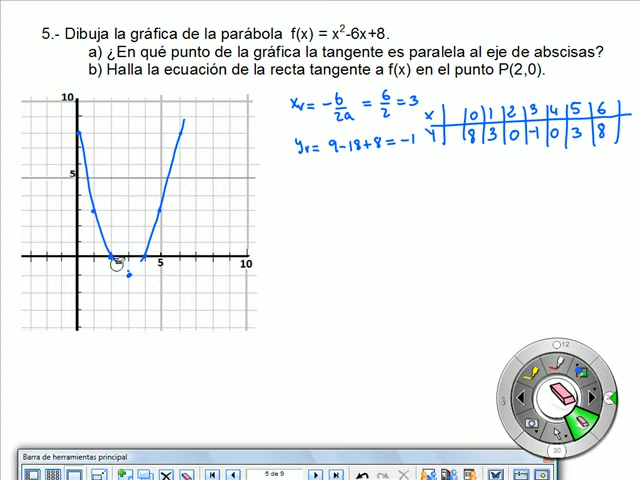 5.- Dibuja la gráfica de la parábola f(x) = x²-6x+8.
a) ¿En qué punto de la gráfica la tangente es paralela al eje de abscisas?
b) Halla la ecuación de la recta tangente a f(x) en el punto P(2,0).
10
5
5
10
xᵥ = -b/2a = 6/2 = 3
yᵥ = 9-18+8 = -1
x | 0 | 1 | 2 | 3 | 4 | 5 | 6
y | 8 | 3 | 0 | -1 | 0 | 3 | 8
12
30
Barra de herramientas principal
5 de 9